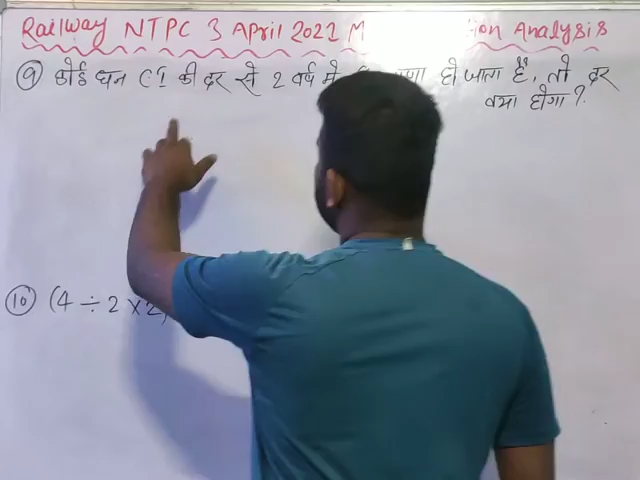 Railway NTPC 3 April 2022 M ion Analysis
⑨ कोई धन CI की दर से 2 वर्ष में हो जाता है, तो दर
क्या होगा ?
⑩ (4 ÷ 2 × 2)